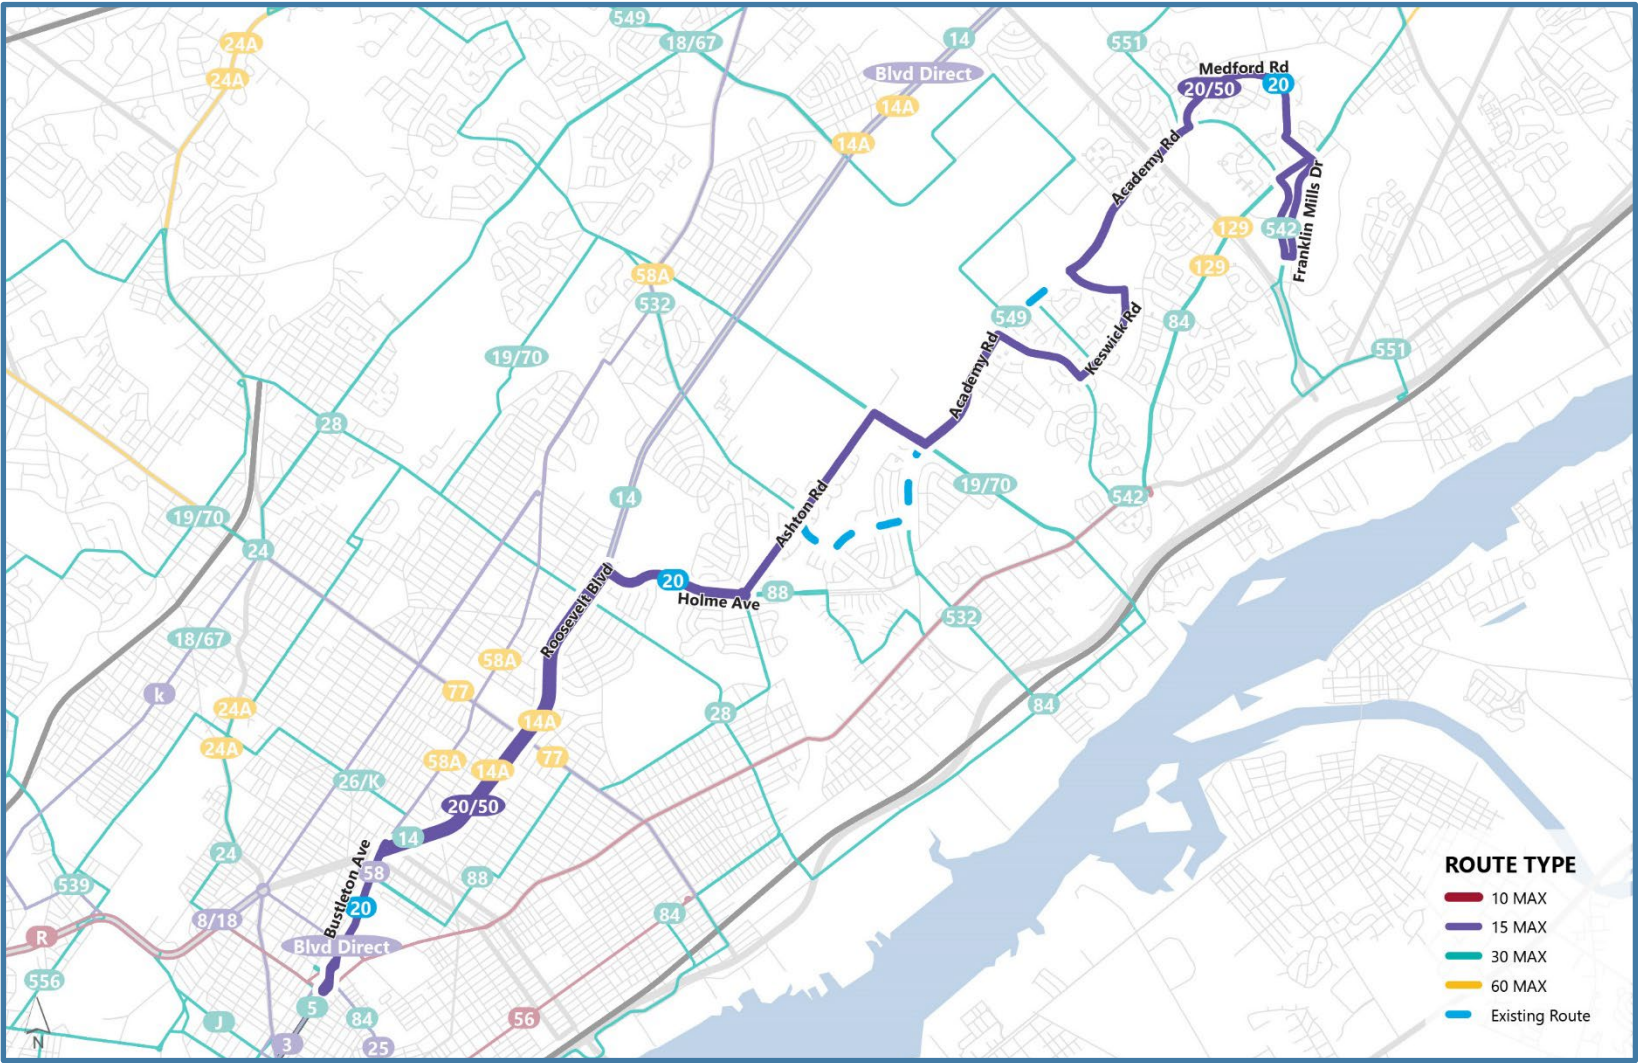 549
24A
18/67
14
551
Medford Rd
Blvd Direct
24A
20/50
20
14A
14A
Academy Rd
Franklin Mills Dr
129
542
129
58A
532
549
84
Keswick Rd
19/70
551
Academy Rd
28
14
19/70
542
19/70
Ashton Rd
24
20
88
Holme Ave
Roosevelt Blvd
532
18/67
58A
k
77
24A
14A
28
84
24A
58A
77
14A
26/K
20/50
14
Bustleton Ave
24
58
88
539
20
8/18
84
R
Blvd Direct
556
5
84
56
J
N
3
25
ROUTE TYPE
10 MAX
15 MAX
30 MAX
60 MAX
Existing Route